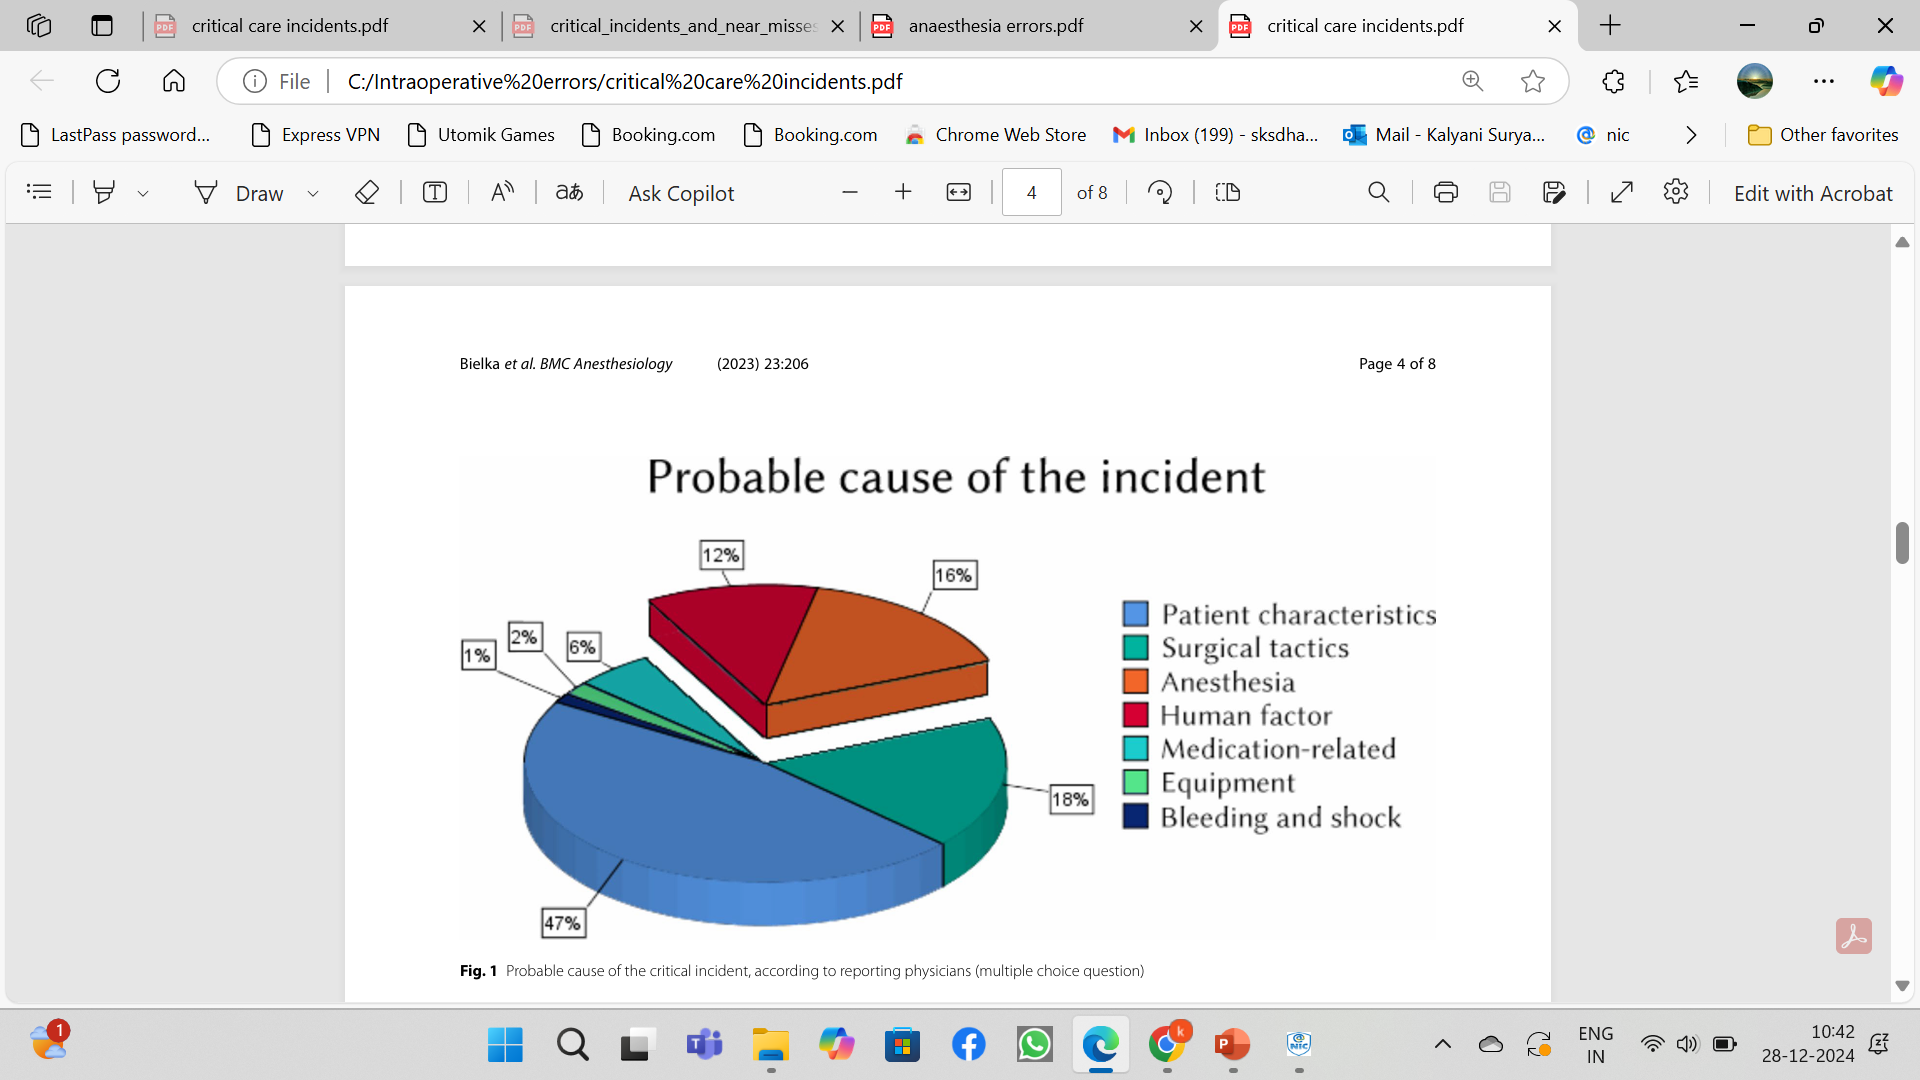 critical care incidents.pdf
critical_incidents_and_near_misses
anaesthesia errors.pdf
critical care incidents.pdf
File
C:/Intraoperative%20errors/critical%20care%20incidents.pdf
LastPass password...
Express VPN
Utomik Games
Booking.com
Booking.com
Chrome Web Store
Inbox (199) - sksdha...
Mail - Kalyani Surya...
nic
Other favorites
Draw
Ask Copilot
4
of 8
Edit with Acrobat
Bielka et al. BMC Anesthesiology (2023) 23:206
Page 4 of 8
Probable cause of the incident
12%
16%
2%
6%
1%
18%
47%
Patient characteristics
Surgical tactics
Anesthesia
Human factor
Medication-related
Equipment
Bleeding and shock
Fig. 1 Probable cause of the critical incident, according to reporting physicians (multiple choice question)
1
k
ENG
IN
10:42
28-12-2024